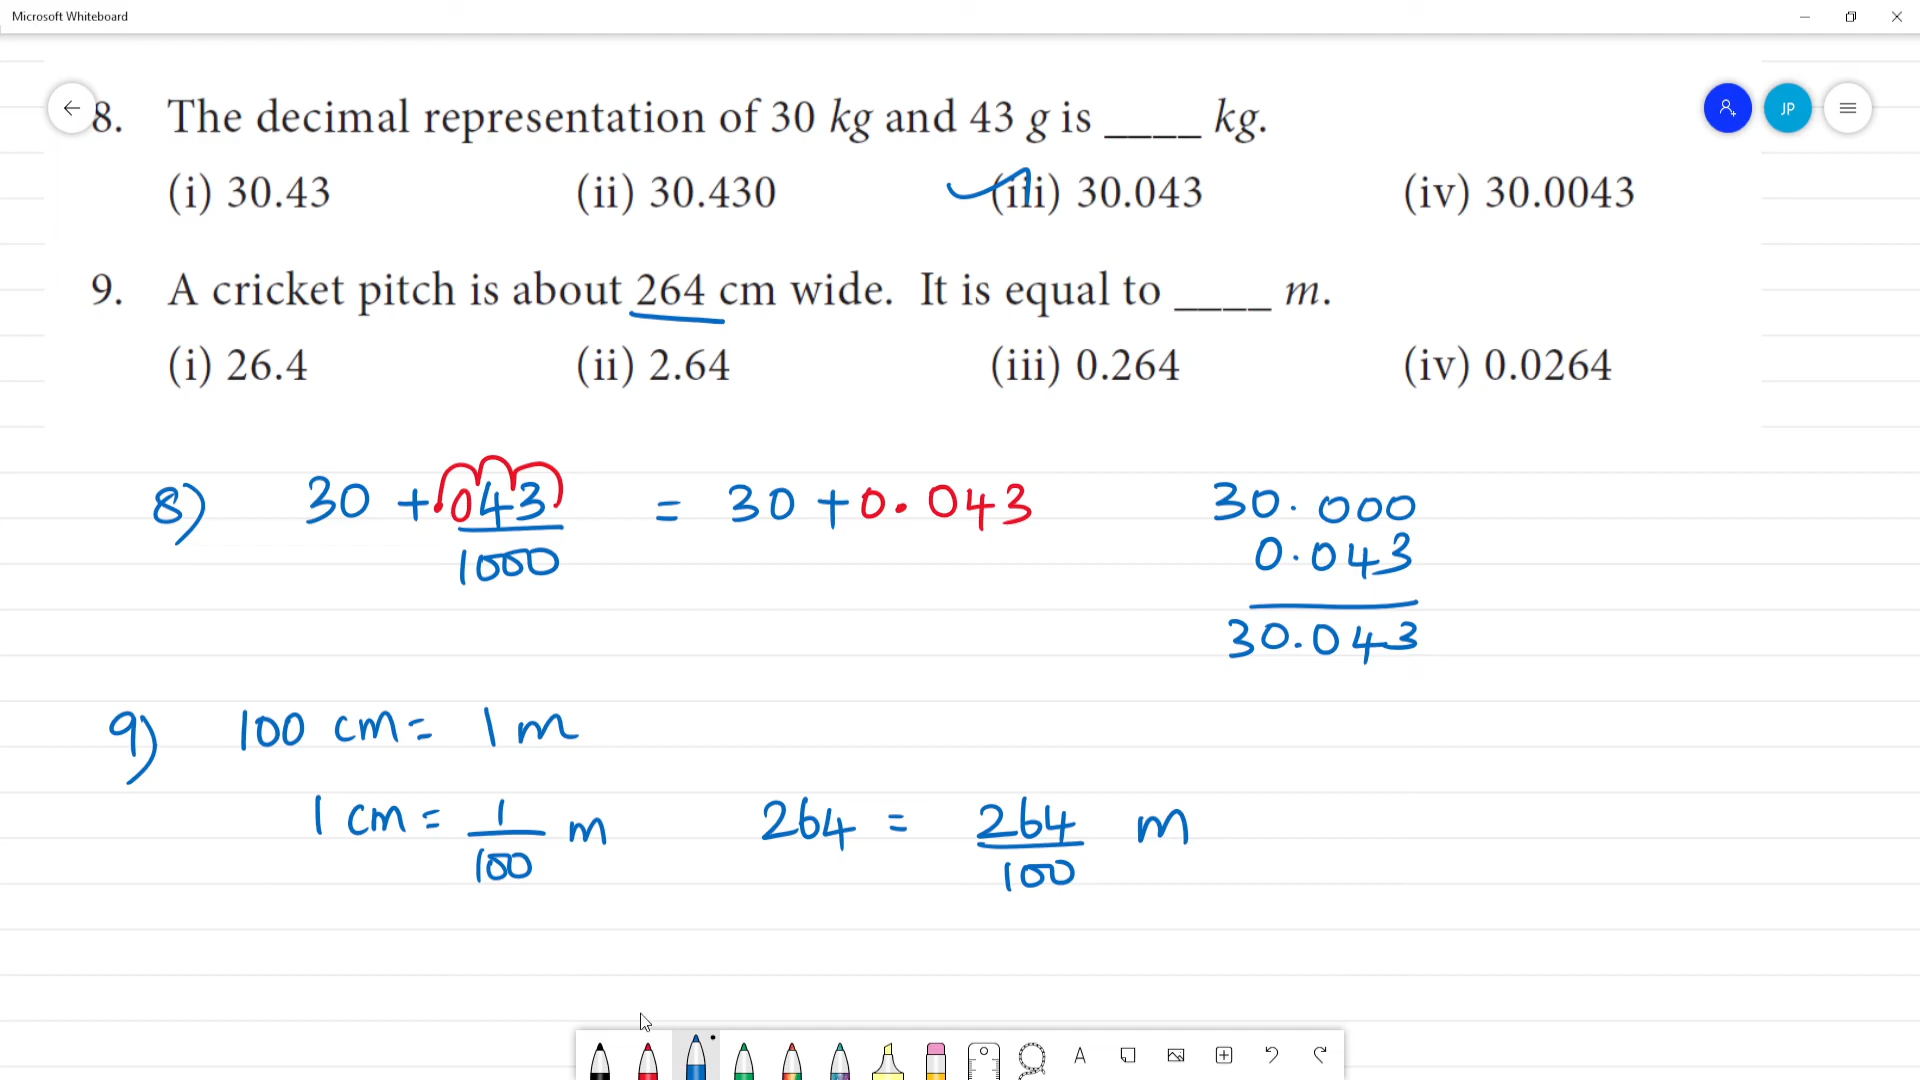 Microsoft Whiteboard
8. The decimal representation of 30 kg and 43 g is ____ kg.
(i) 30.43 (ii) 30.430 (iii) 30.043 (iv) 30.0043
JP
9. A cricket pitch is about 264 cm wide. It is equal to ____ m.
(i) 26.4 (ii) 2.64 (iii) 0.264 (iv) 0.0264
8) 30 + .043/1000 = 30 + 0.043
30.000
0.043
30.043
9) 100 cm = 1 m
1 cm = 1/100 m 264 = 264/100 m
A